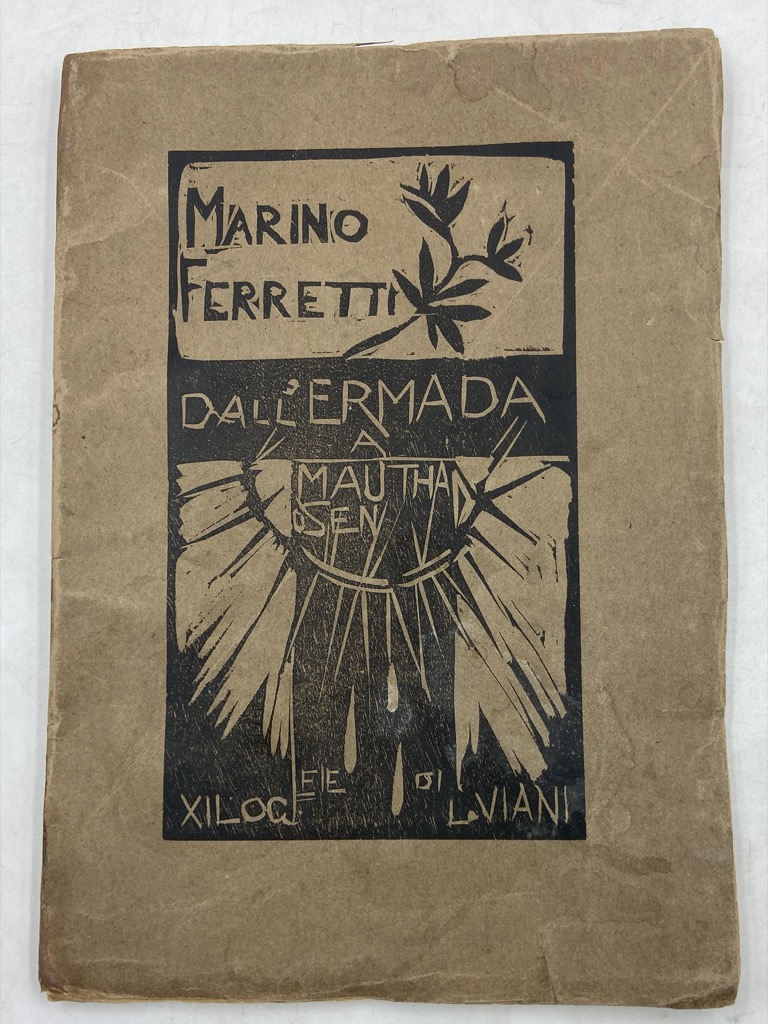 MARINO
FERRETTI
DALL'ERMADA
A
MAUTHAU
SEN
XILOGRAFIE DI L.VIANI